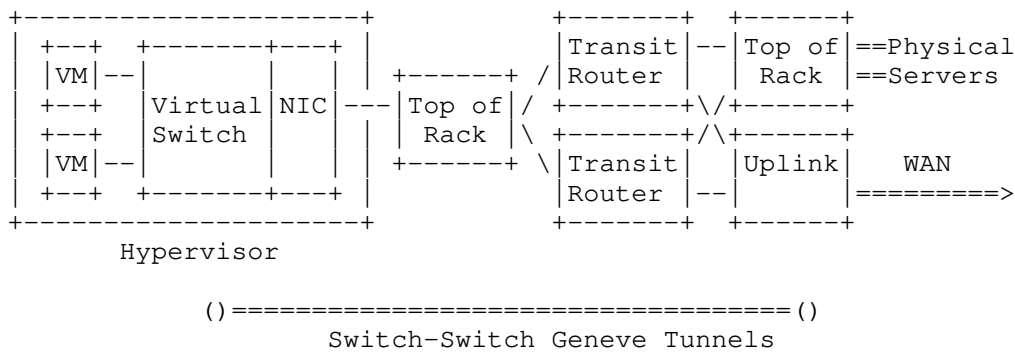 Transit Top of
VM Router Rack ==Physical
==Servers
Virtual NIC Top of
Switch Rack
VM Transit Uplink WAN
Router
Hypervisor
Switch-Switch Geneve Tunnels